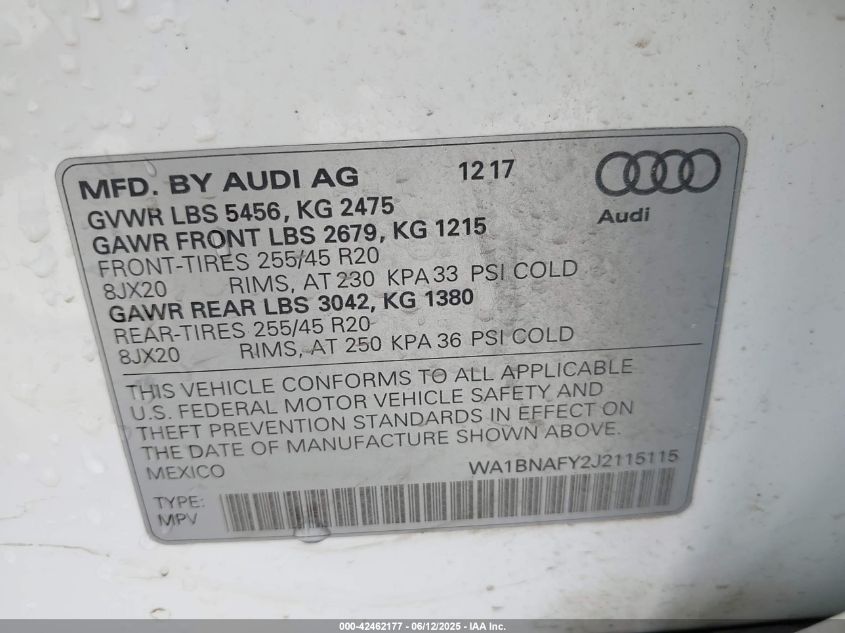 MFD. BY AUDI AG 12 17
Audi
GVWR LBS 5456, KG 2475
GAWR FRONT LBS 2679, KG 1215
FRONT-TIRES 255/45 R20
8JX20 RIMS, AT 230 KPA 33 PSI COLD
GAWR REAR LBS 3042, KG 1380
REAR-TIRES 255/45 R20
8JX20 RIMS, AT 250 KPA 36 PSI COLD
THIS VEHICLE CONFORMS TO ALL APPLICABLE
U.S. FEDERAL MOTOR VEHICLE SAFETY AND
THEFT PREVENTION STANDARDS IN EFFECT ON
THE DATE OF MANUFACTURE SHOWN ABOVE.
MEXICO WA1BNAFY2J2115115
TYPE:
MPV
000-42462177 - 06/12/2025 - IAA Inc.